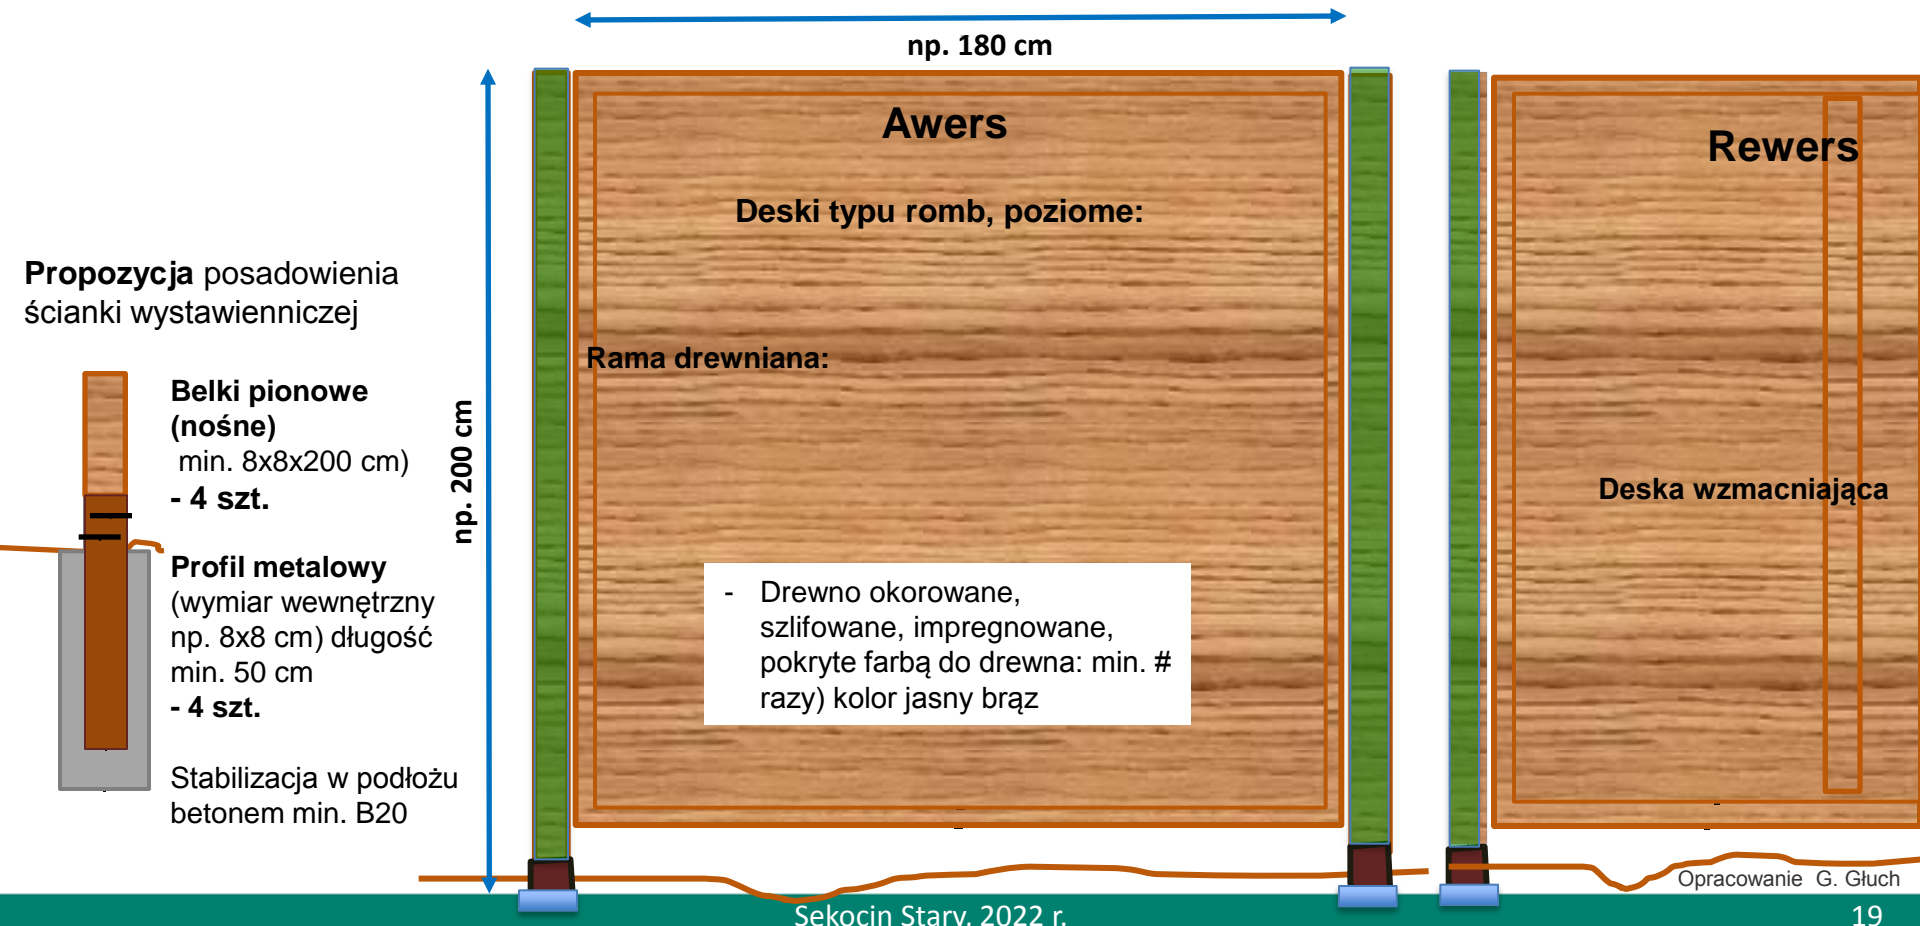 np. 180 cm
Awers
Rewers
Deski typu romb, poziome:
Propozycja posadowienia
ścianki wystawienniczej
Rama drewniana:
Belki pionowe
(nośne)
min. 8x8x200 cm)
- 4 szt.
np. 200 cm
Deska wzmacniająca
Profil metalowy
(wymiar wewnętrzny
np. 8x8 cm) długość
min. 50 cm
- 4 szt.
- Drewno okorowane,
szlifowane, impregnowane,
pokryte farbą do drewna: min. #
razy) kolor jasny brąz
Stabilizacja w podłożu
betonem min. B20
Opracowanie G. Głuch
Sękocin Stary, 2022 r.
19